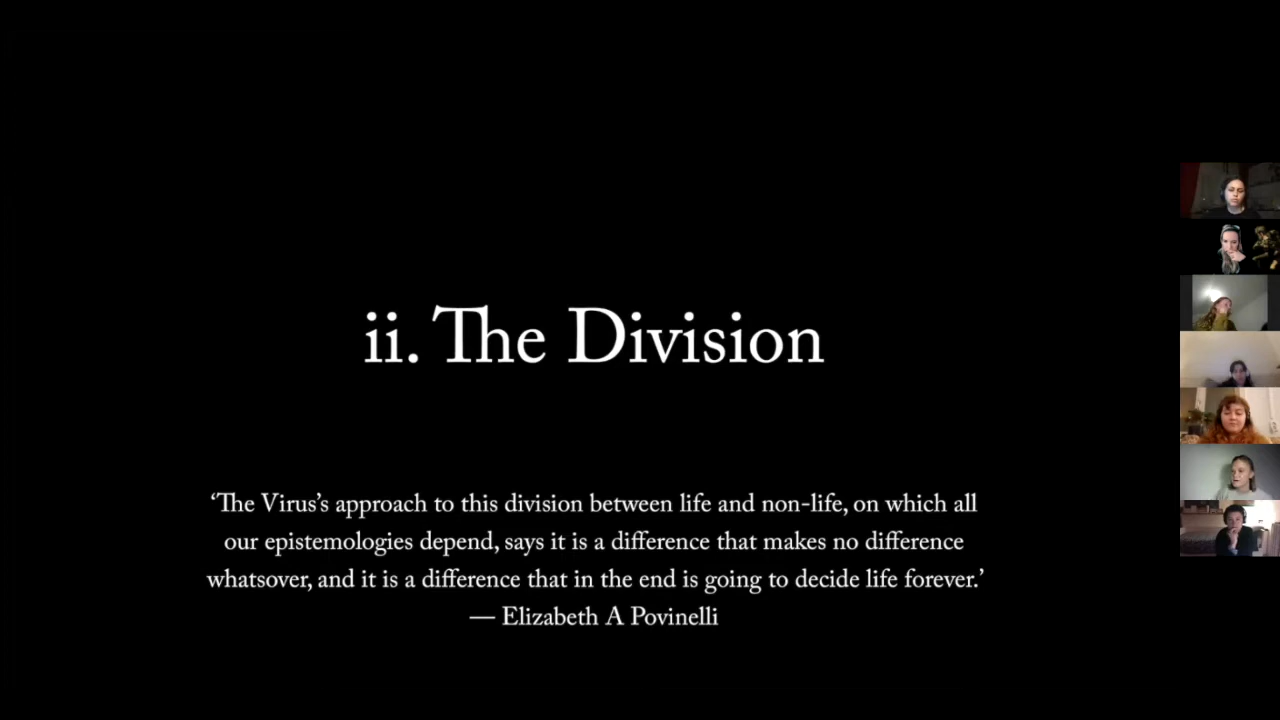 ii. The Division
‘The Virus’s approach to this division between life and non-life, on which all
our epistemologies depend, says it is a difference that makes no difference
whatsover, and it is a difference that in the end is going to decide life forever.’
— Elizabeth A Povinelli